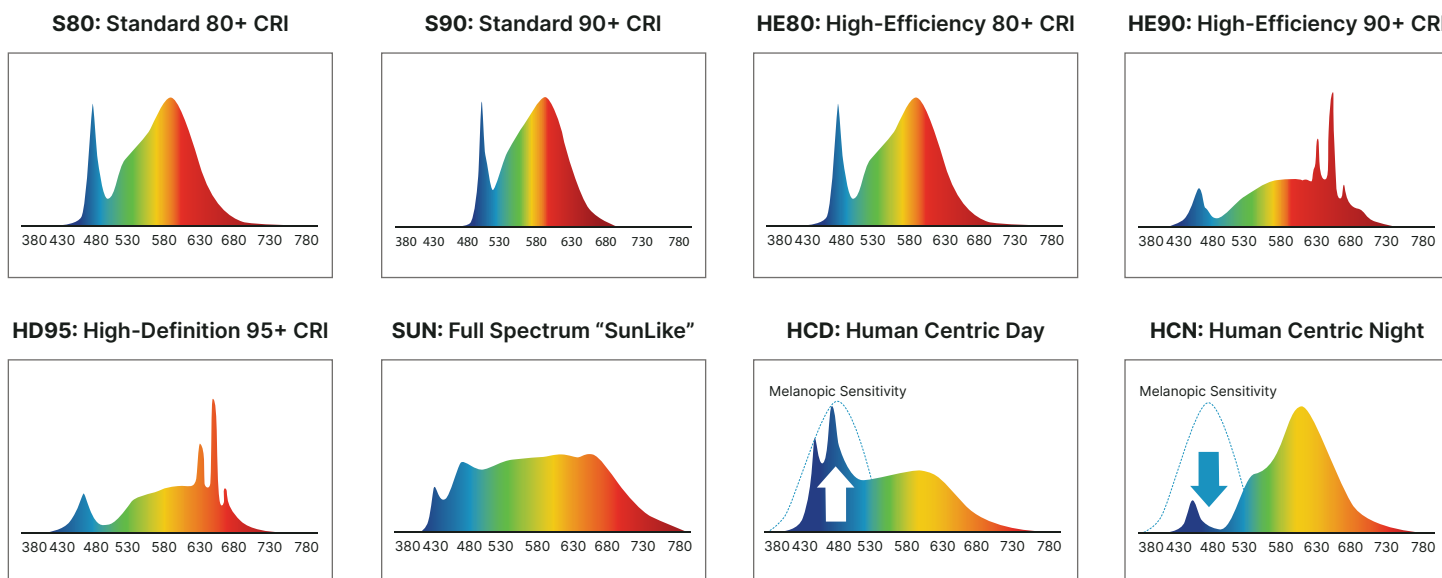 S80: Standard 80+ CRI
S90: Standard 90+ CRI
HE80: High-Efficiency 80+ CRI
HE90: High-Efficiency 90+ CRI
380 430 480 530 580 630 680 730 780
380 430 480 530 580 630 680 730 780
380 430 480 530 580 630 680 730 780
380 430 480 530 580 630 680 730 780
HD95: High-Definition 95+ CRI
SUN: Full Spectrum “SunLike”
HCD: Human Centric Day
HCN: Human Centric Night
Melanopic Sensitivity
Melanopic Sensitivity
380 430 480 530 580 630 680 730 780
380 430 480 530 580 630 680 730 780
380 430 480 530 580 630 680 730 780
380 430 480 530 580 630 680 730 780